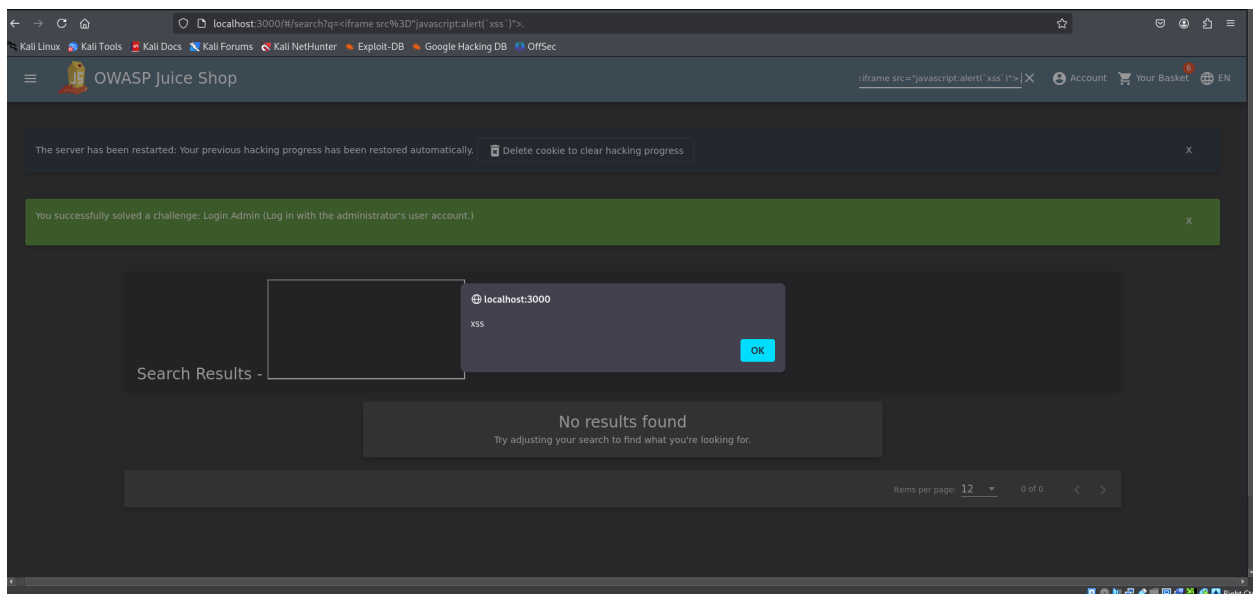 localhost:3000/#/search?q=<iframe src%3D"javascript:alert(`xss`)">.
Kali Linux Kali Tools Kali Docs Kali Forums Kali NetHunter Exploit-DB Google Hacking DB OffSec
OWASP Juice Shop
:iframe src="javascript:alert(`xss`)">. Account Your Basket 6 EN
The server has been restarted: Your previous hacking progress has been restored automatically. Delete cookie to clear hacking progress X
You successfully solved a challenge: Login Admin (Log in with the administrator's user account.) X
localhost:3000
xss
OK
Search Results -
No results found
Try adjusting your search to find what you're looking for.
Items per page: 12 0 of 0
Right C